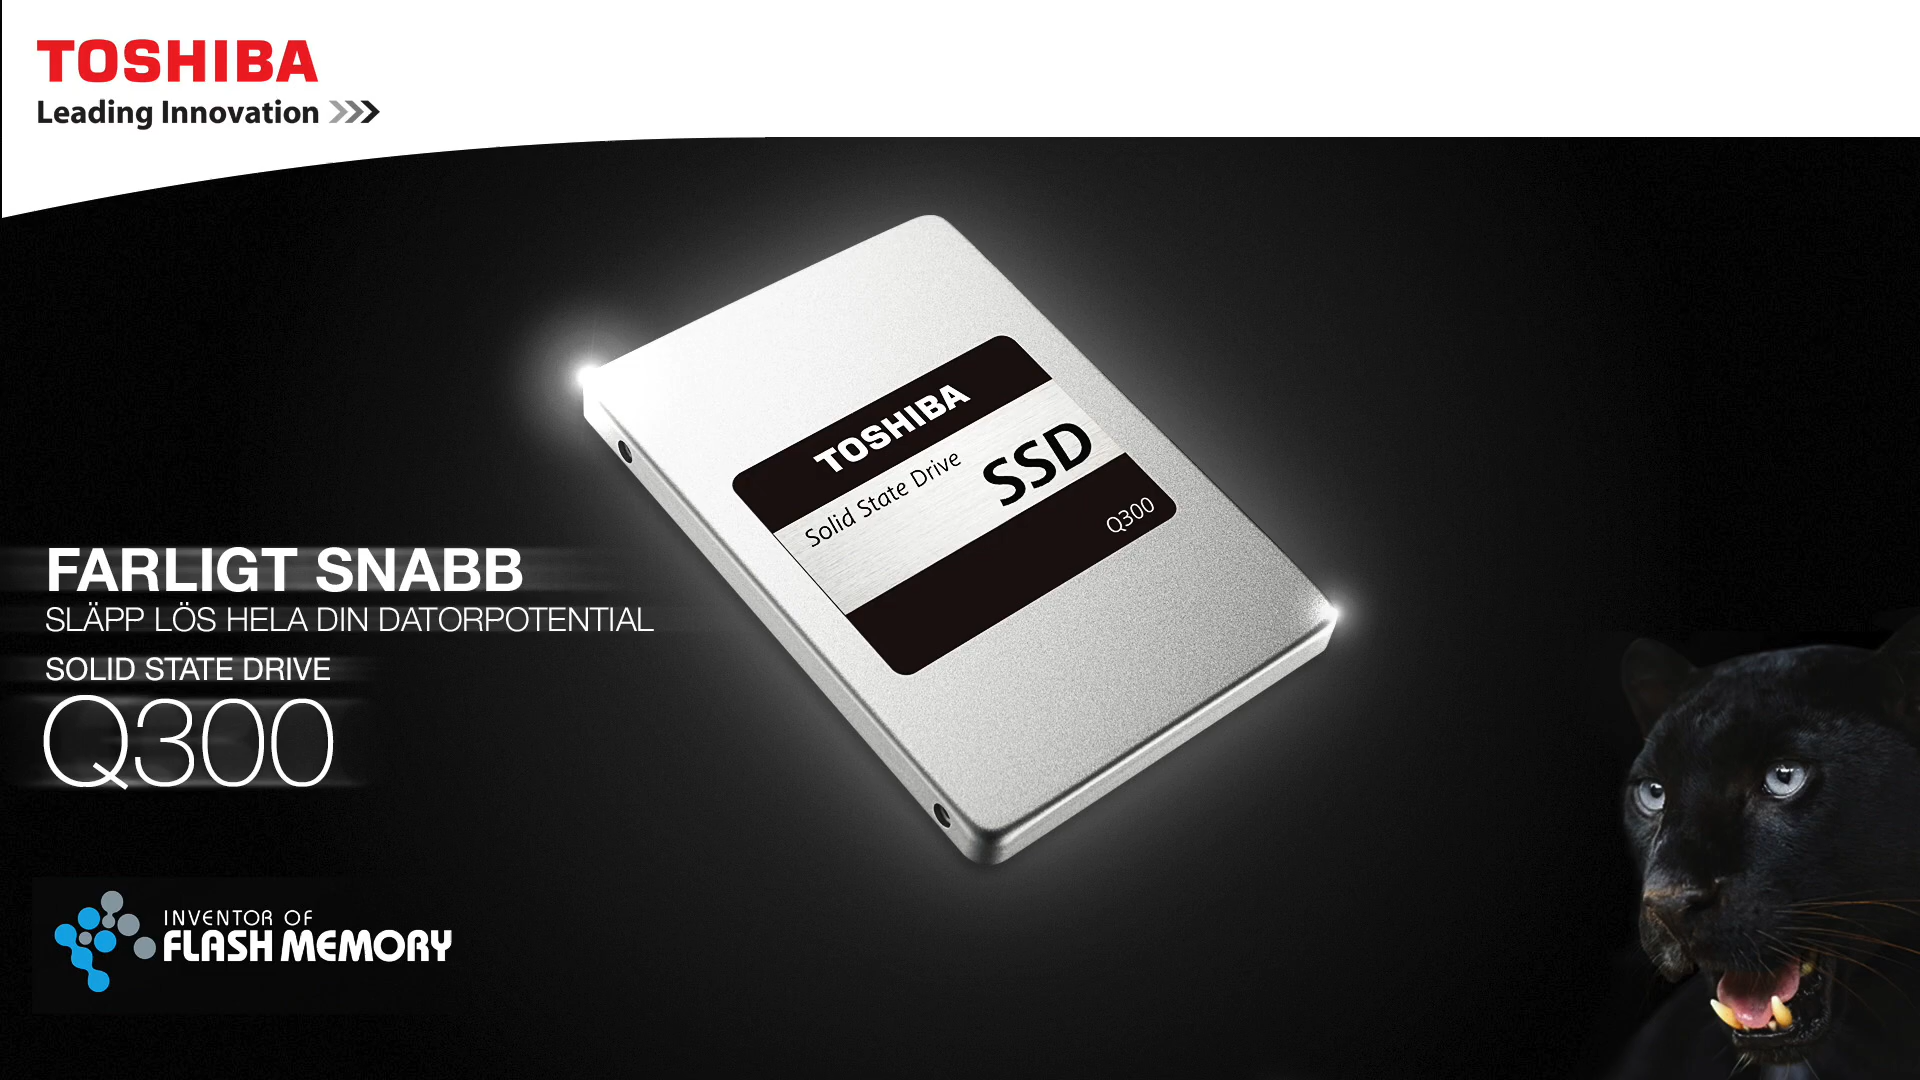 TOSHIBA
Leading Innovation
TOSHIBA
Solid State Drive
SSD
Q300
FARLIGT SNABB
SLÄPP LÖS HELA DIN DATORPOTENTIAL
SOLID STATE DRIVE
Q300
INVENTOR OF
FLASH MEMORY